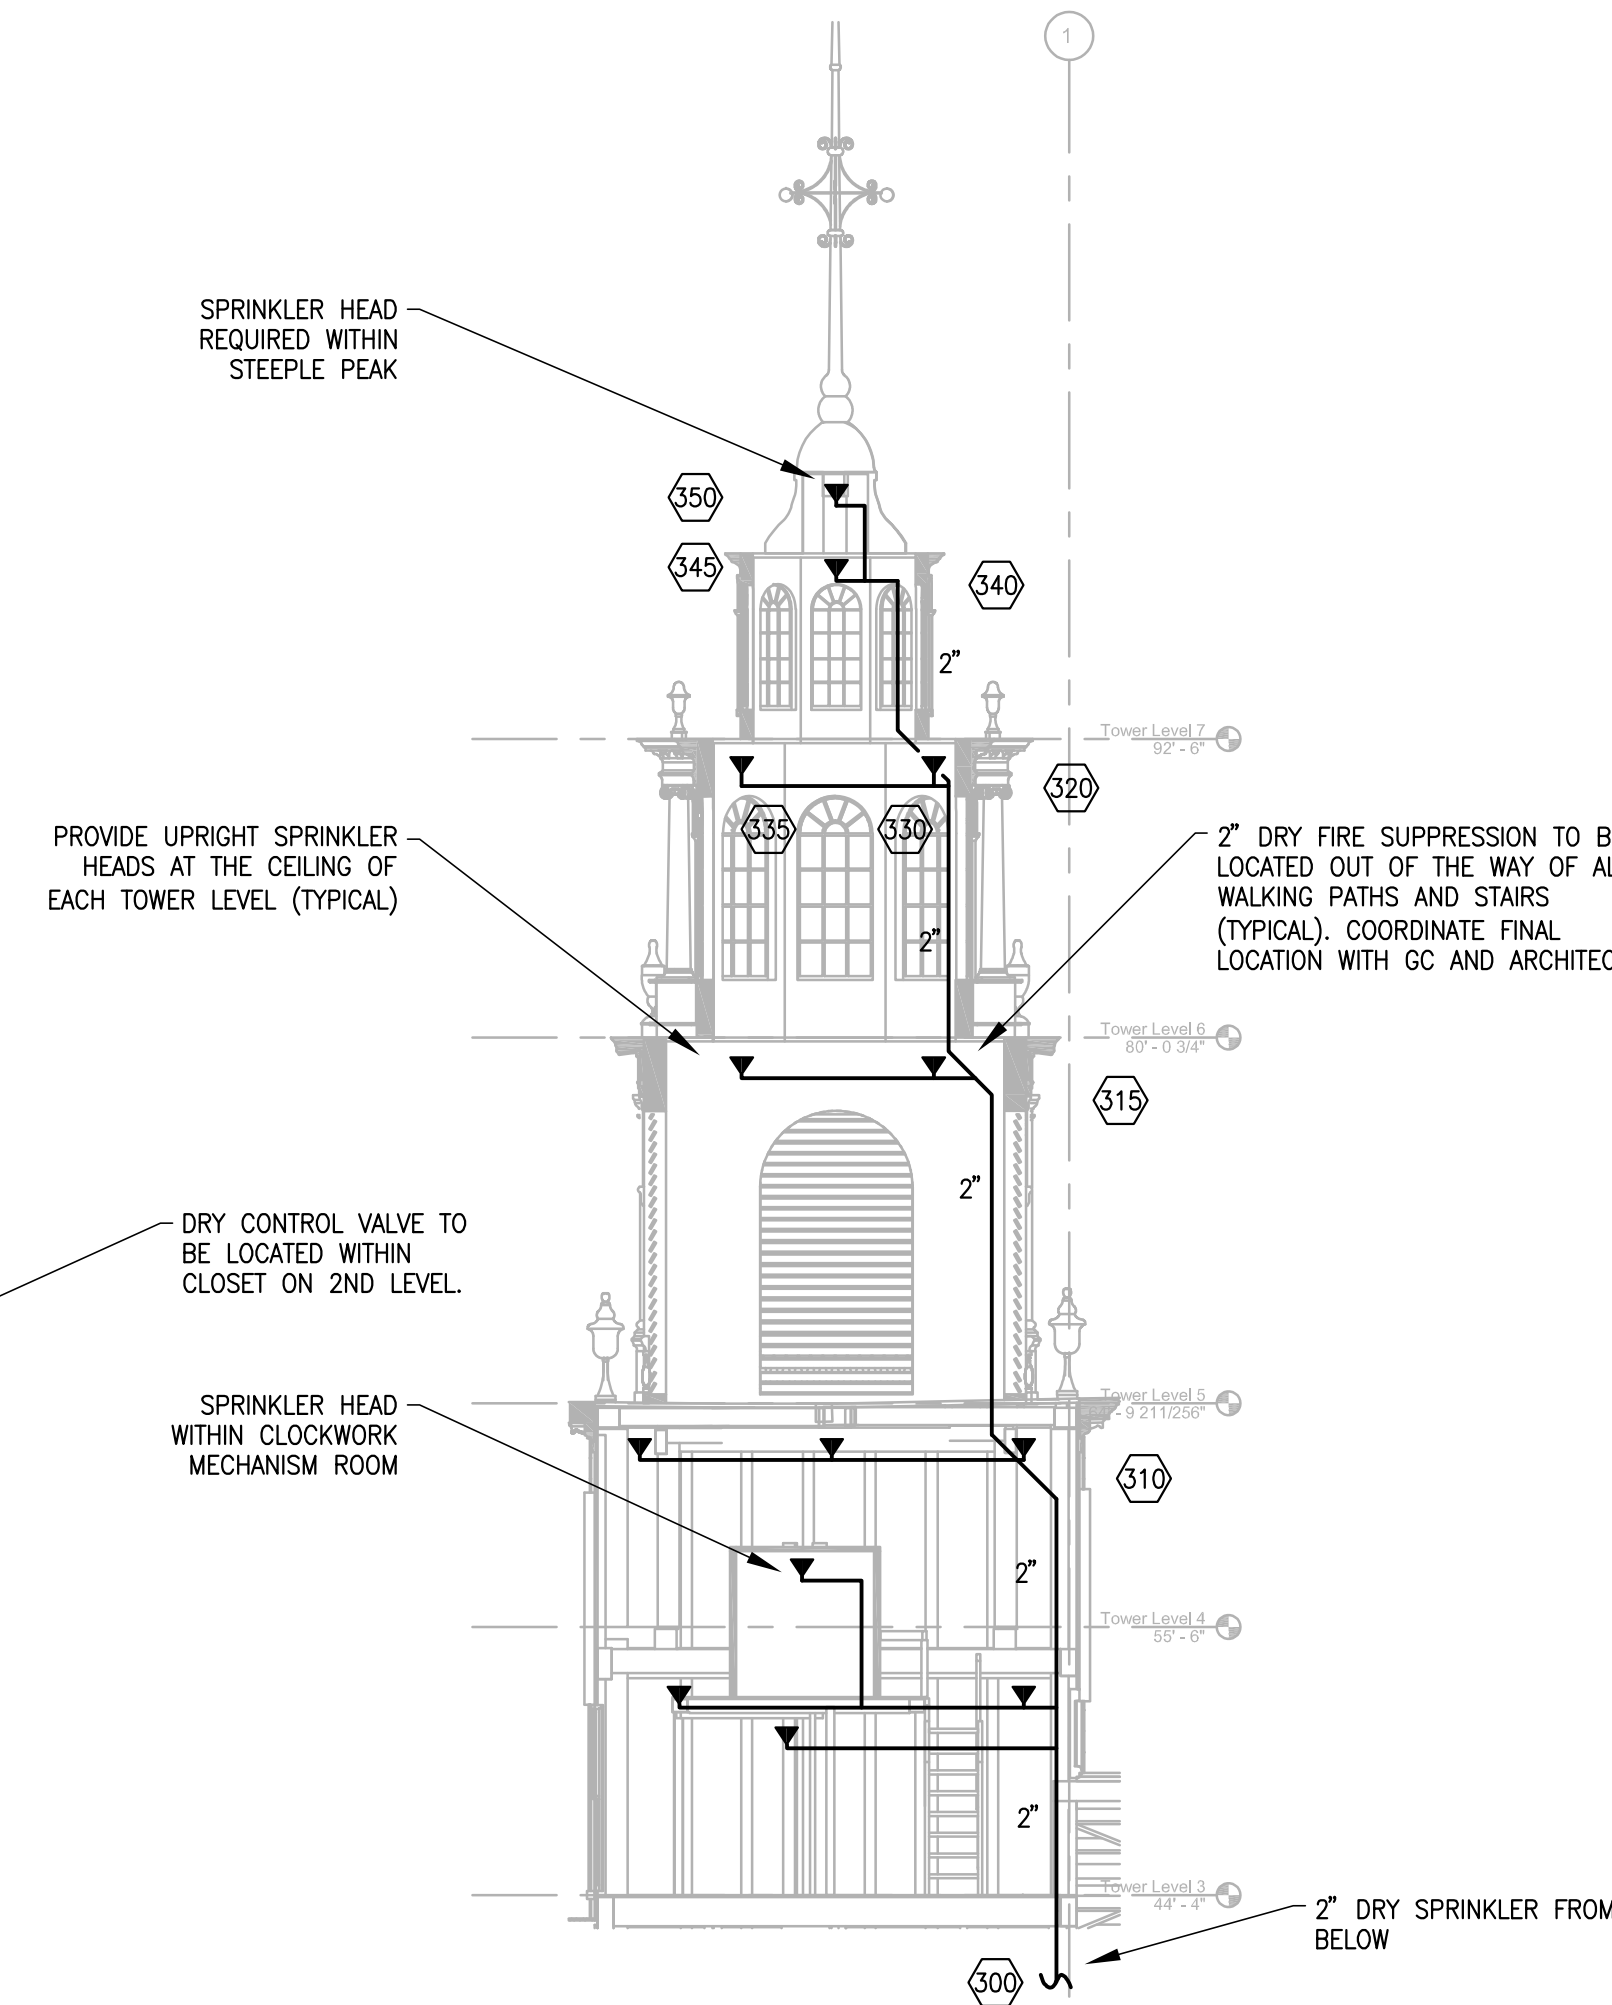 1
SPRINKLER HEAD
REQUIRED WITHIN
STEEPLE PEAK
350
345
340
2"
Tower Level 7
92' - 6"
320
335
330
PROVIDE UPRIGHT SPRINKLER
HEADS AT THE CEILING OF
EACH TOWER LEVEL (TYPICAL)
2" DRY FIRE SUPPRESSION TO B
LOCATED OUT OF THE WAY OF AL
WALKING PATHS AND STAIRS
(TYPICAL). COORDINATE FINAL
LOCATION WITH GC AND ARCHITEC
2"
Tower Level 6
80' - 0 3/4"
315
2"
DRY CONTROL VALVE TO
BE LOCATED WITHIN
CLOSET ON 2ND LEVEL.
Tower Level 5
- 9 211/256"
SPRINKLER HEAD
WITHIN CLOCKWORK
MECHANISM ROOM
310
2"
Tower Level 4
55' - 6"
2"
Tower Level 3
44' - 4"
2" DRY SPRINKLER FROM
BELOW
300